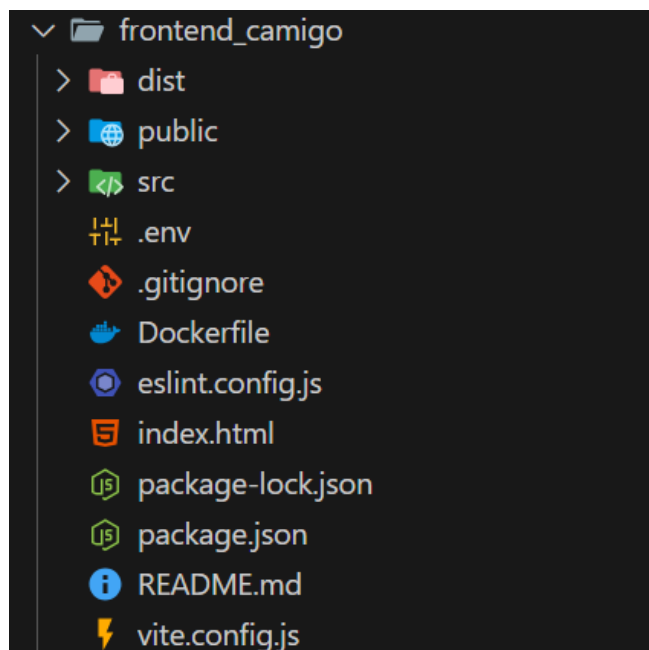 frontend_camigo
dist
public
src
.env
.gitignore
Dockerfile
eslint.config.js
index.html
package-lock.json
package.json
README.md
vite.config.js